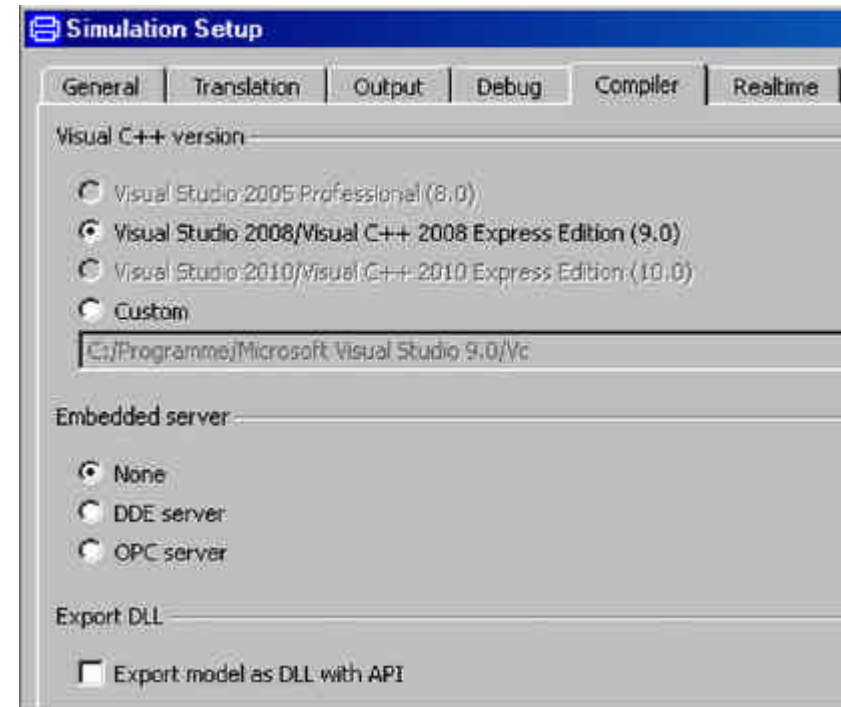 Simulation Setup
General Translation Output Debug Compiler Realtime
Visual C++ version
Visual Studio 2005 Professional (8.0)
Visual Studio 2008/Visual C++ 2008 Express Edition (9.0)
Visual Studio 2010/Visual C++ 2010 Express Edition (10.0)
Custom
C:/Programme/Microsoft Visual Studio 9.0/Vc
Embedded server
None
DDE server
OPC server
Export DLL
Export model as DLL with API